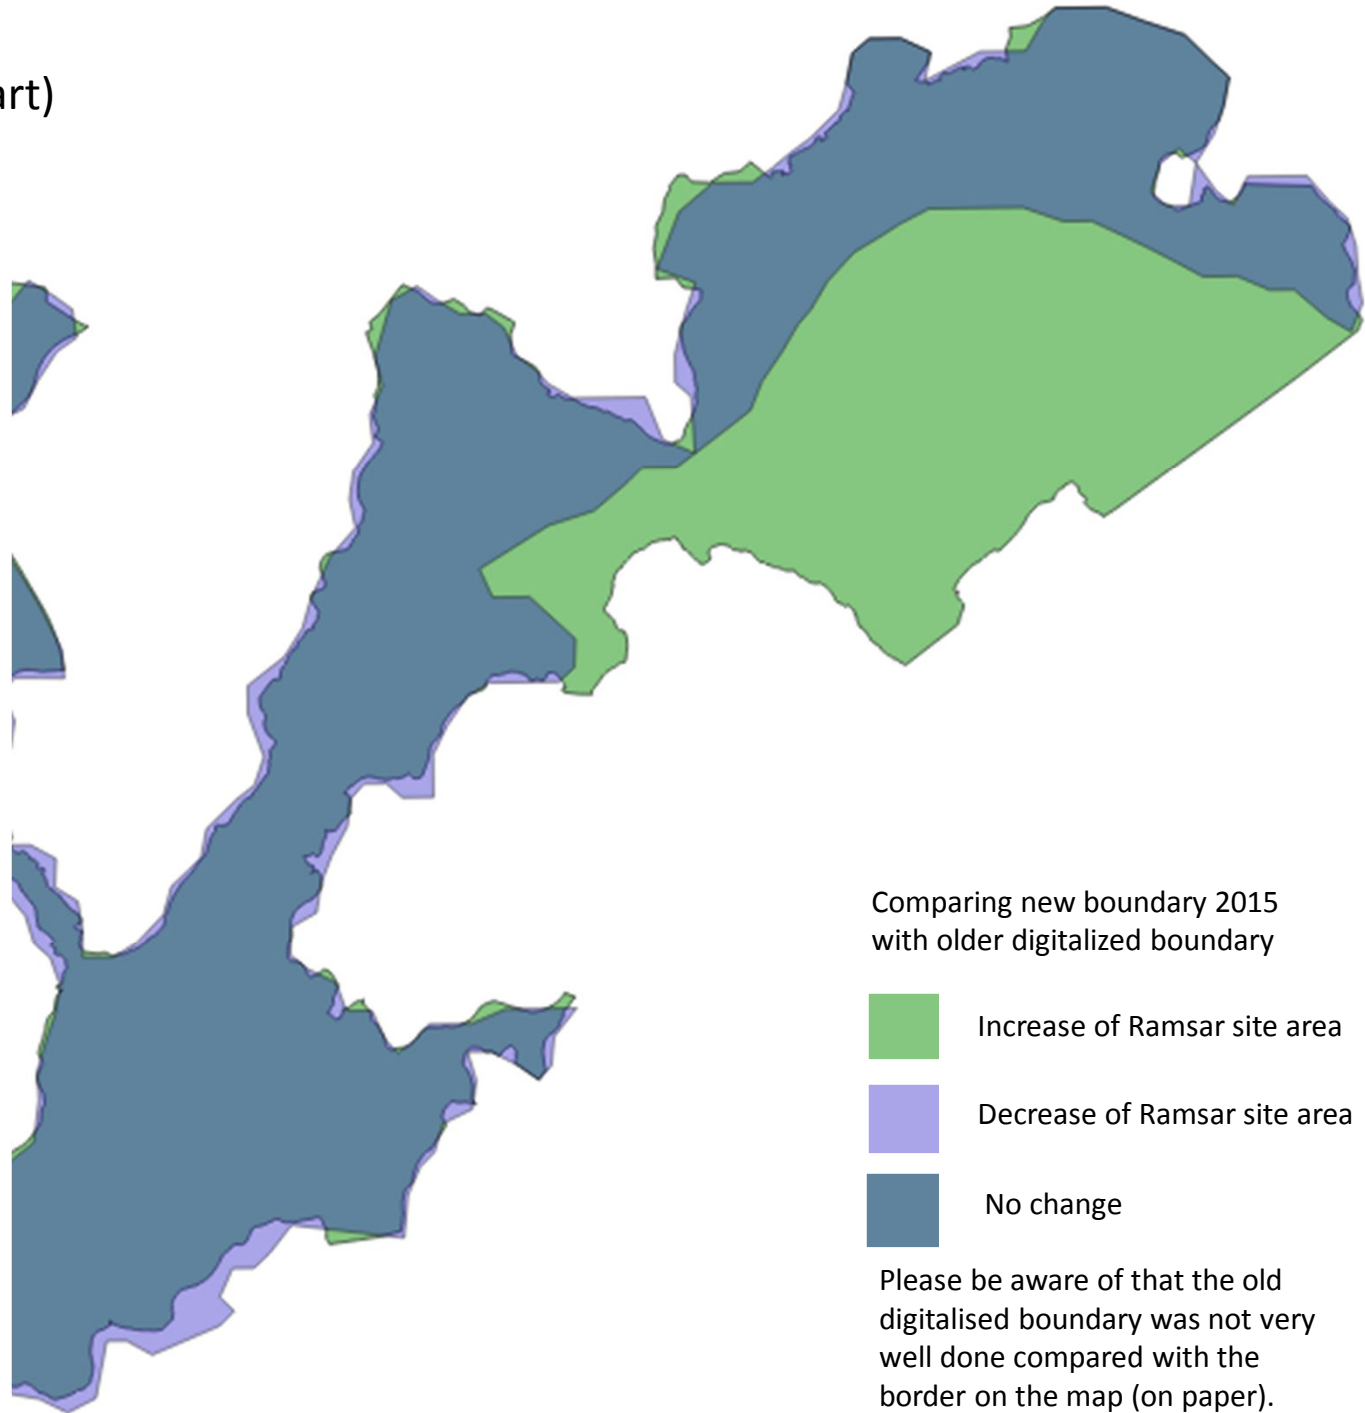 art)
Comparing new boundary 2015
with older digitalized boundary
Increase of Ramsar site area
Decrease of Ramsar site area
No change
Please be aware of that the old
digitalised boundary was not very
well done compared with the
border on the map (on paper).